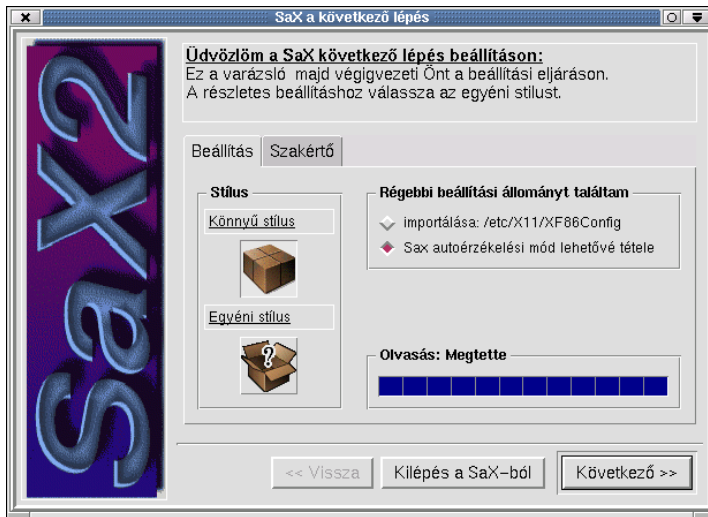 SaX a következő lépés
SaX2
Üdvözlöm a SaX következő lépés beállításon:
Ez a varázsló majd végigvezeti Önt a beállítási eljáráson.
A részletes beállításhoz válassza az egyéni stilust.
Beállítás
Szakértő
Stílus
Könnyű stílus
Egyéni stílus
Régebbi beállítási állományt találtam
importálása: /etc/X11/XF86Config
Sax autoérzékelési mód lehetővé tétele
Olvasás: Megtette
<< Vissza
Kilépés a SaX-ból
Következő >>